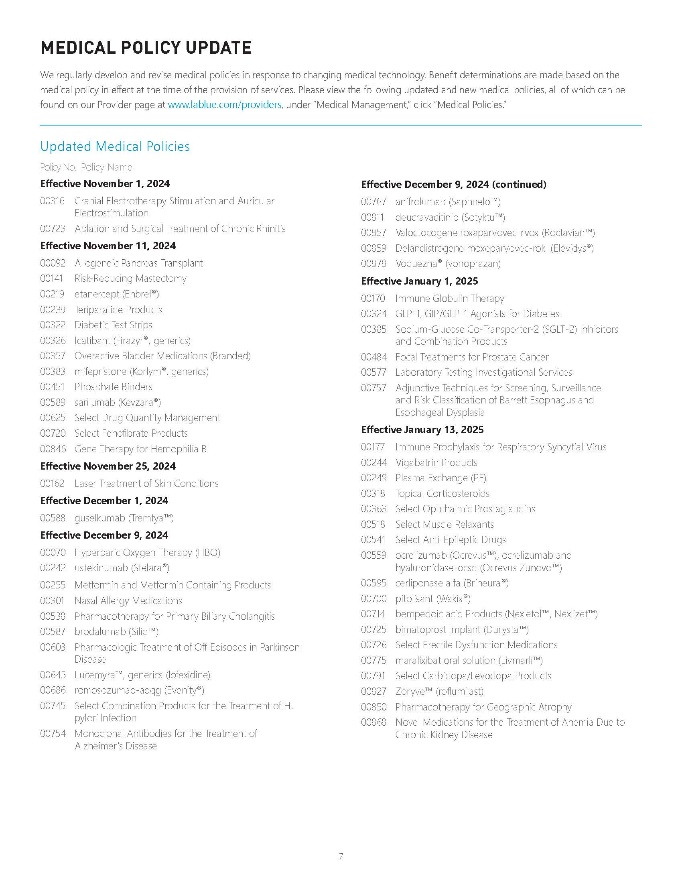 MEDICAL POLICY UPDATE
We regularly develop and revise medical policies in response to changing medical technology. Benefit determinations are made based on the
medical policy in effect at the time of the provision of services. Please view the following updated and new medical policies, all of which can be
found on our Provider page at www.lablue.com/providers, under "Medical Management," click "Medical Policies."
Updated Medical Policies
Policy No. Policy Name
Effective November 1, 2024
00316 Cranial Electrotherapy Stimulation and Auricular
Electrostimulation
00723 Ablation and Surgical Treatment of Chronic Rhinitis
Effective November 11, 2024
00092 Allogeneic Pancreas Transplant
00141 Risk-Reducing Mastectomy
00219 etanercept (Enbrel®)
00239 Teriparatide Products
00322 Diabetic Test Strips
00326 Icatibant (Firazyr®, generics)
00357 Overactive Bladder Medications (Branded)
00383 mifepristone (Korlym®, generics)
00451 Phosphate Binders
00589 sarilumab (Kevzara®)
00625 Select Drug Quantity Management
00720 Select Fenofibrate Products
00846 Gene Therapy for Hemophilia B
Effective November 25, 2024
00162 Laser Treatment of Skin Conditions
Effective December 1, 2024
00588 guselkumab (Tremfya™)
Effective December 9, 2024
00070 Hyperbaric Oxygen Therapy (HBO)
00242 ustekinumab (Stelara®)
00255 Metformin and Metformin Containing Products
00301 Nasal Allergy Medications
00539 Pharmacotherapy for Primary Biliary Cholangitis
00587 brodalumab (Siliq™)
00603 Pharmacologic Treatment of Off Episodes in Parkinson
Disease
00645 Lucemyra™, generics (lofexidine)
00686 romosozumab-aqqg (Evenity®)
00745 Select Combination Products for the Treatment of H.
pylori Infection
00754 Monoclonal Antibodies for the Treatment of
Alzheimer's Disease
Effective December 9, 2024 (continued)
00767 anifrolumab (Saphnelo™)
00811 deucravacitinib (Sotyktu™)
00857 Valoctocogene roxaparvovec-rvox (Roctavian™)
00859 Delandistrogene moxeparvovec-rokl (Elevidys®)
00879 Voquezna® (vonoprazan)
Effective January 1, 2025
00170 Immune Globulin Therapy
00324 GLP-1, GIP/GLP-1 Agonists for Diabetes
00385 Sodium-Glucose Co-Transporter-2 (SGLT-2) Inhibitors
and Combination Products
00484 Focal Treatments for Prostate Cancer
00577 Laboratory Testing Investigational Services
00757 Adjunctive Techniques for Screening, Surveillance
and Risk Classification of Barrett Esophagus and
Esophageal Dysplasia
Effective January 13, 2025
00177 Immune Prophylaxis for Respiratory Syncytial Virus
00244 Vigabatrin Products
00249 Plasma Exchange (PE)
00318 Topical Corticosteroids
00363 Select Ophthalmic Prostaglandins
00518 Select Muscle Relaxants
00541 Select Anti Epileptic Drugs
00559 ocrelizumab (Ocrevus™), ocrelizumab and
hyaluronidase-ocsq (Ocrevus Zunovo™)
00595 cerliponase alfa (Brineura®)
00700 pitolisant (Wakix®)
00714 bempedoic acid Products (Nexletol™, Nexlizet™)
00725 bimatoprost implant (Durysta™)
00726 Select Erectile Dysfunction Medications
00775 maralixibat oral solution (Livmarli™)
00791 Select Carbidopa/Levodopa Products
00827 Zoryve™ (roflumilast)
00850 Pharmacotherapy for Geographic Atrophy
00868 Novel Medications for the Treatment of Anemia Due to
Chronic Kidney Disease
7